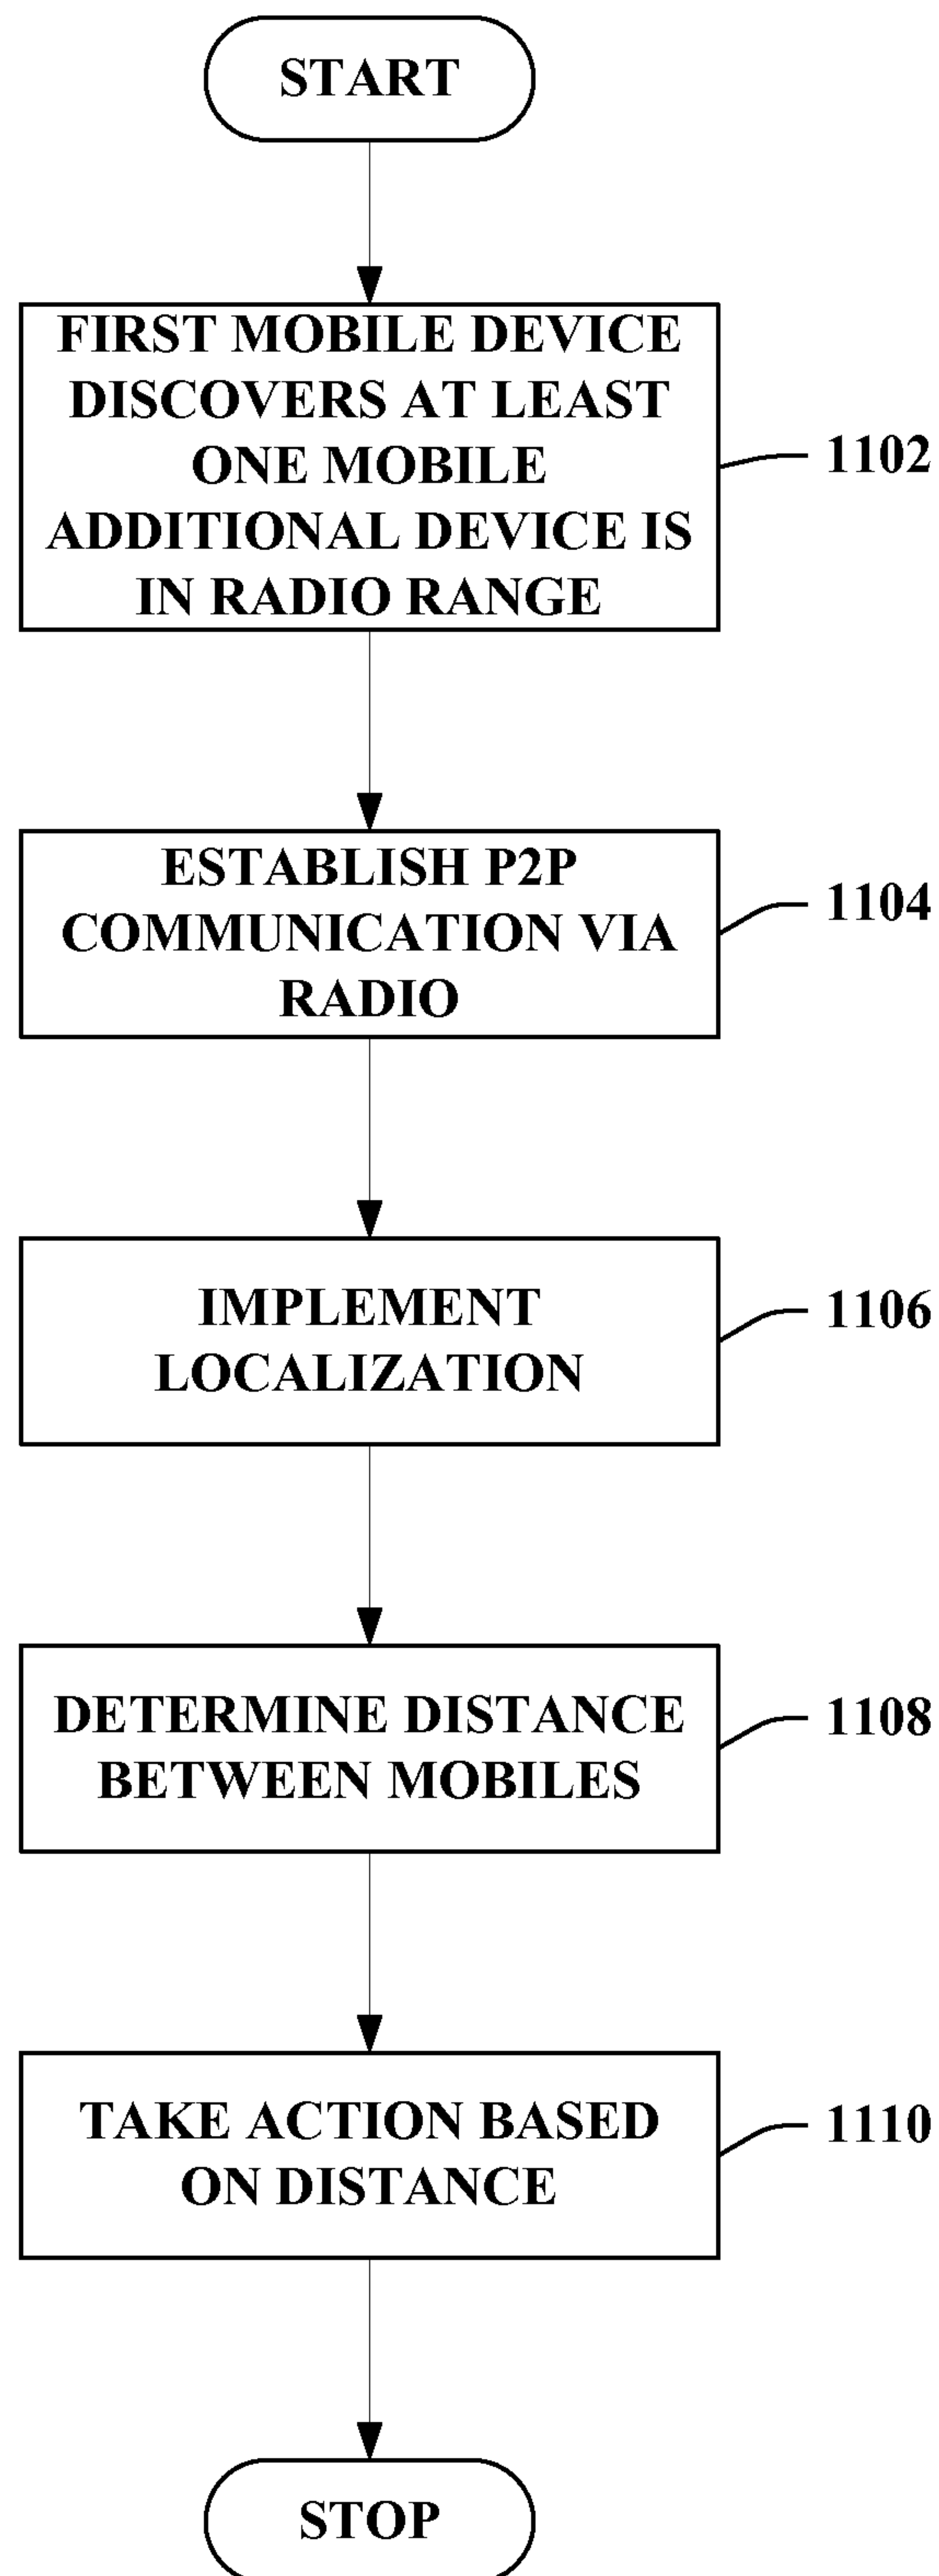 START
FIRST MOBILE DEVICE
DISCOVERS AT LEAST
ONE MOBILE
ADDITIONAL DEVICE IS
IN RADIO RANGE
1102
ESTABLISH P2P
COMMUNICATION VIA
RADIO
1104
IMPLEMENT
LOCALIZATION
1106
DETERMINE DISTANCE
BETWEEN MOBILES
1108
TAKE ACTION BASED
ON DISTANCE
1110
STOP